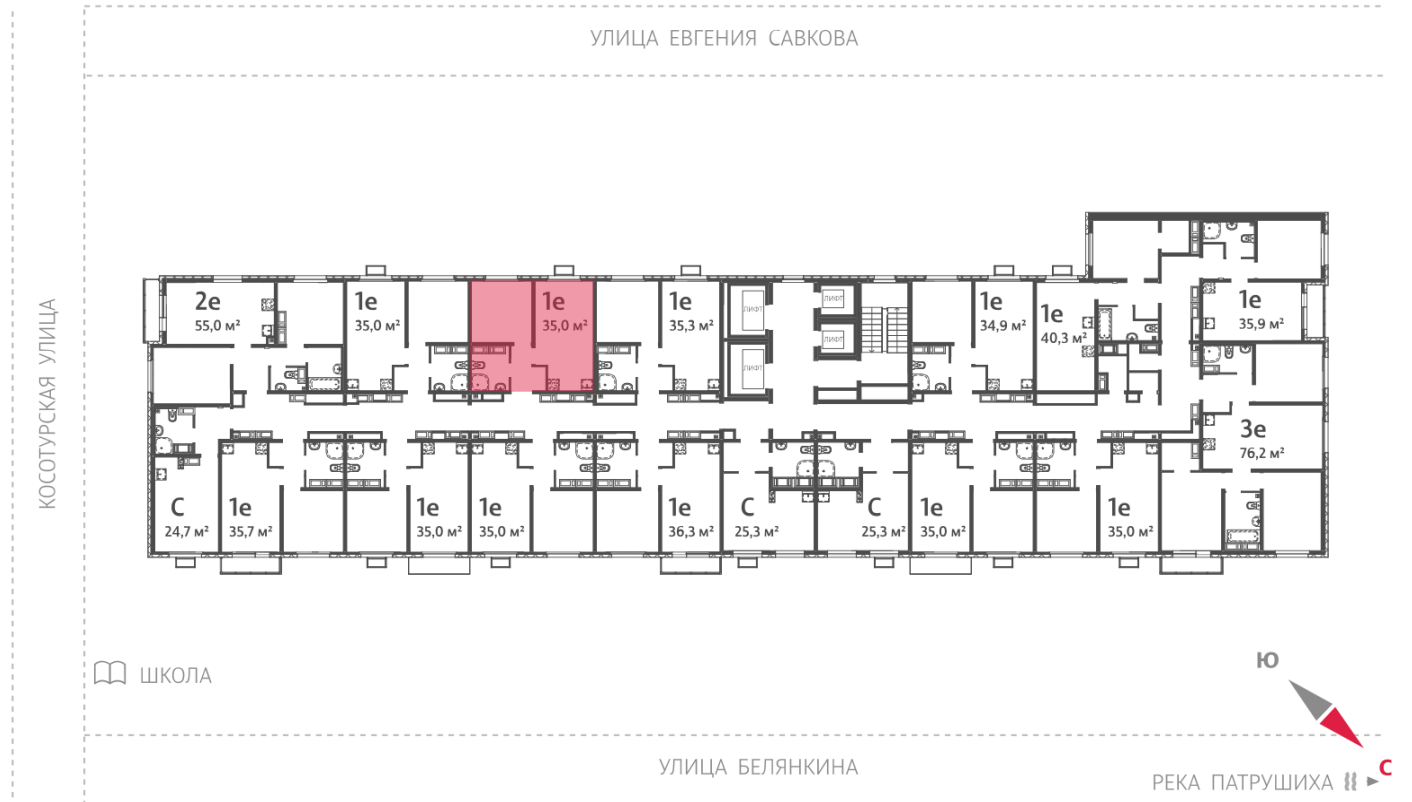 УЛИЦА ЕВГЕНИЯ САВКОВА
КОСОТУРСКАЯ УЛИЦА
2е
55,0 м²
1е
35,0 м²
1е
35,0 м²
1е
35,3 м²
ЛИФТ
ЛИФТ
ЛИФТ
ЛИФТ
1е
34,9 м²
1е
40,3 м²
1е
35,9 м²
3е
76,2 м²
С
24,7 м²
1е
35,7 м²
1е
35,0 м²
1е
35,0 м²
1е
36,3 м²
С
25,3 м²
С
25,3 м²
1е
35,0 м²
1е
35,0 м²
ШКОЛА
Ю
С
УЛИЦА БЕЛЯНКИНА
РЕКА ПАТРУШИХА